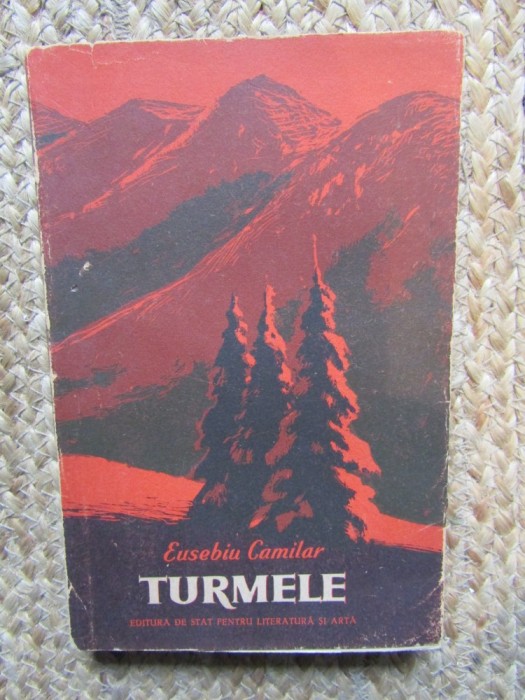 Eusebiu Camilar
TURMELE
EDITURA DE STAT PENTRU LITERATURĂ ȘI ARTĂ